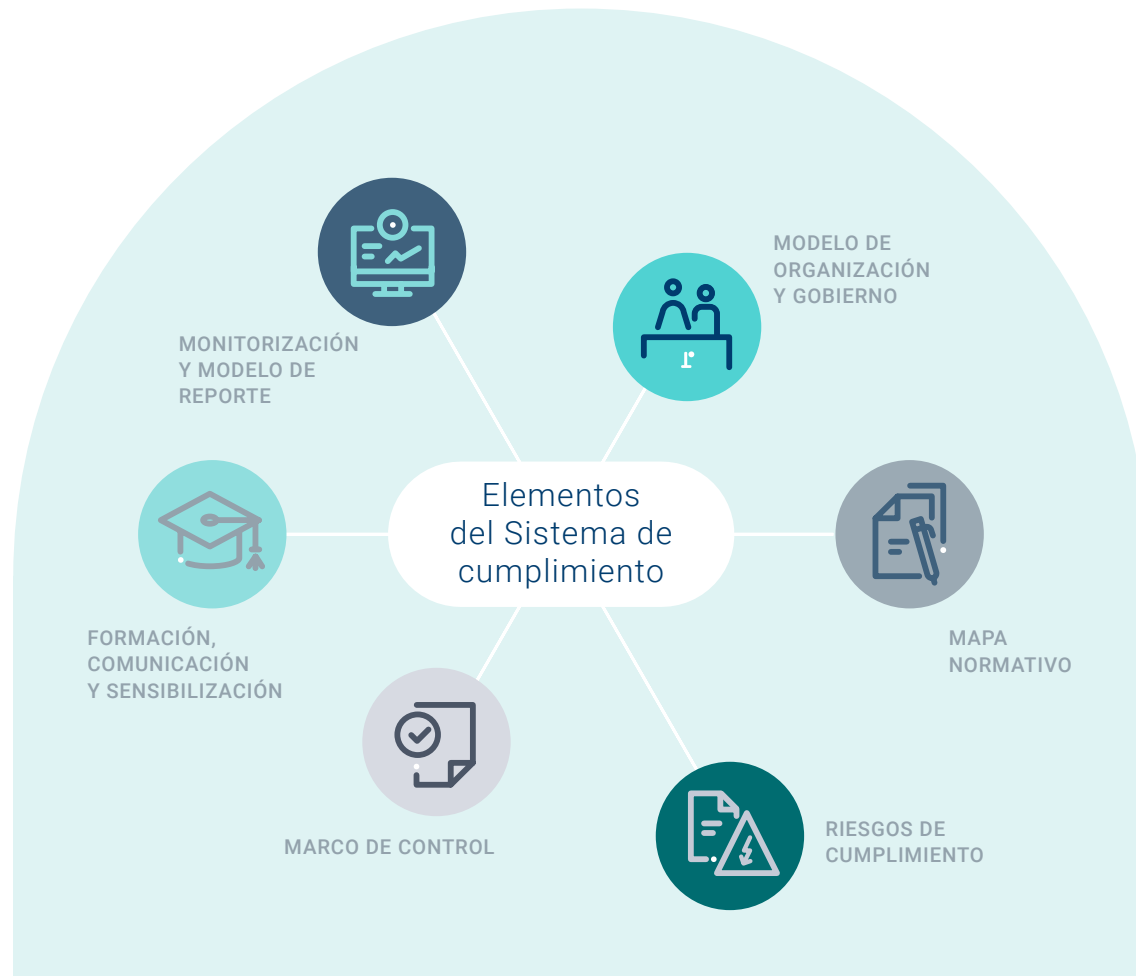 MODELO DE
ORGANIZACIÓN
Y GOBIERNO
MONITORIZACIÓN
Y MODELO DE
REPORTE
Elementos
del Sistema de
cumplimiento
FORMACIÓN,
COMUNICACIÓN
Y SENSIBILIZACIÓN
MAPA
NORMATIVO
MARCO DE CONTROL
RIESGOS DE
CUMPLIMIENTO